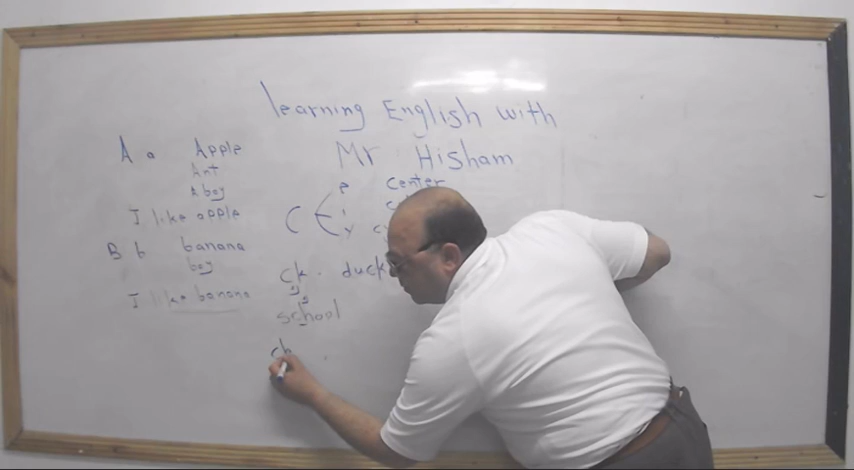 learning English with
Mr Hisham
A a Apple
Ant
A boy
I like apple
B b banana
boy
I like banana
C e center
i
y
ck. duck
school
ch